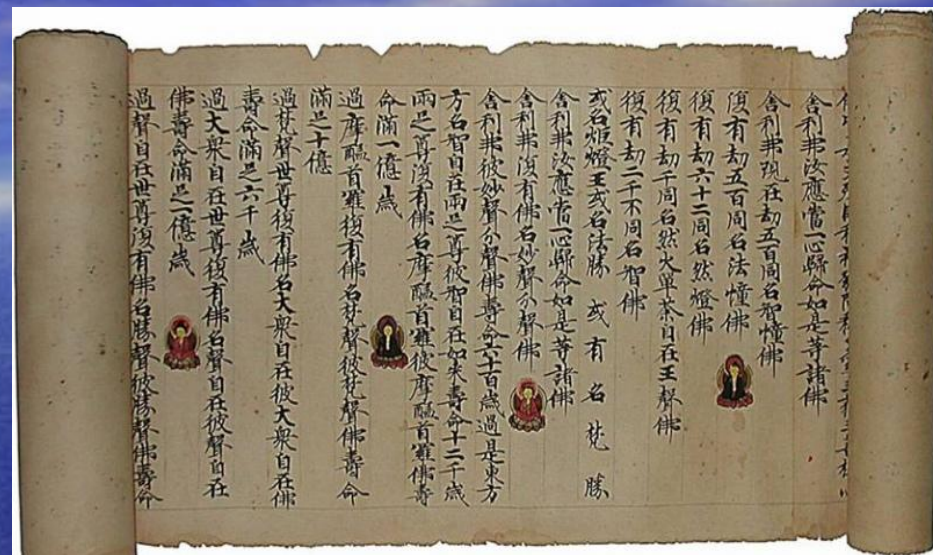 舍利弗汝應當一心歸命如是等諸佛
舍利弗現在劫五百同名智幢佛
復有劫五百同名法幢佛
復有劫六十二同名然燈佛
復有劫千同名然火單荼自在王聲佛
復有劫二千不同名智佛
或名炬燈王或名法勝 或有名梵勝
舍利弗汝應當一心歸命如是等諸佛
舍利弗復有佛名妙聲分聲佛
舍利弗彼妙聲分聲佛壽命六十百歲過是東方
方名智自在兩足之尊彼智自在如来壽命十二千歲
兩足之尊復有佛名摩醯首羅彼摩醯首羅佛壽
命滿一億歲
過摩醯首羅復有佛名梵聲彼梵聲佛壽命
滿足十億
過梵聲世尊復有佛名大衆自在彼大衆自在佛
壽命滿足六千歲
過大衆自在世尊復有佛名聲自在彼聲自在
佛壽命滿足一億歲
過聲自在世尊復有佛名勝聲彼勝聲佛壽命